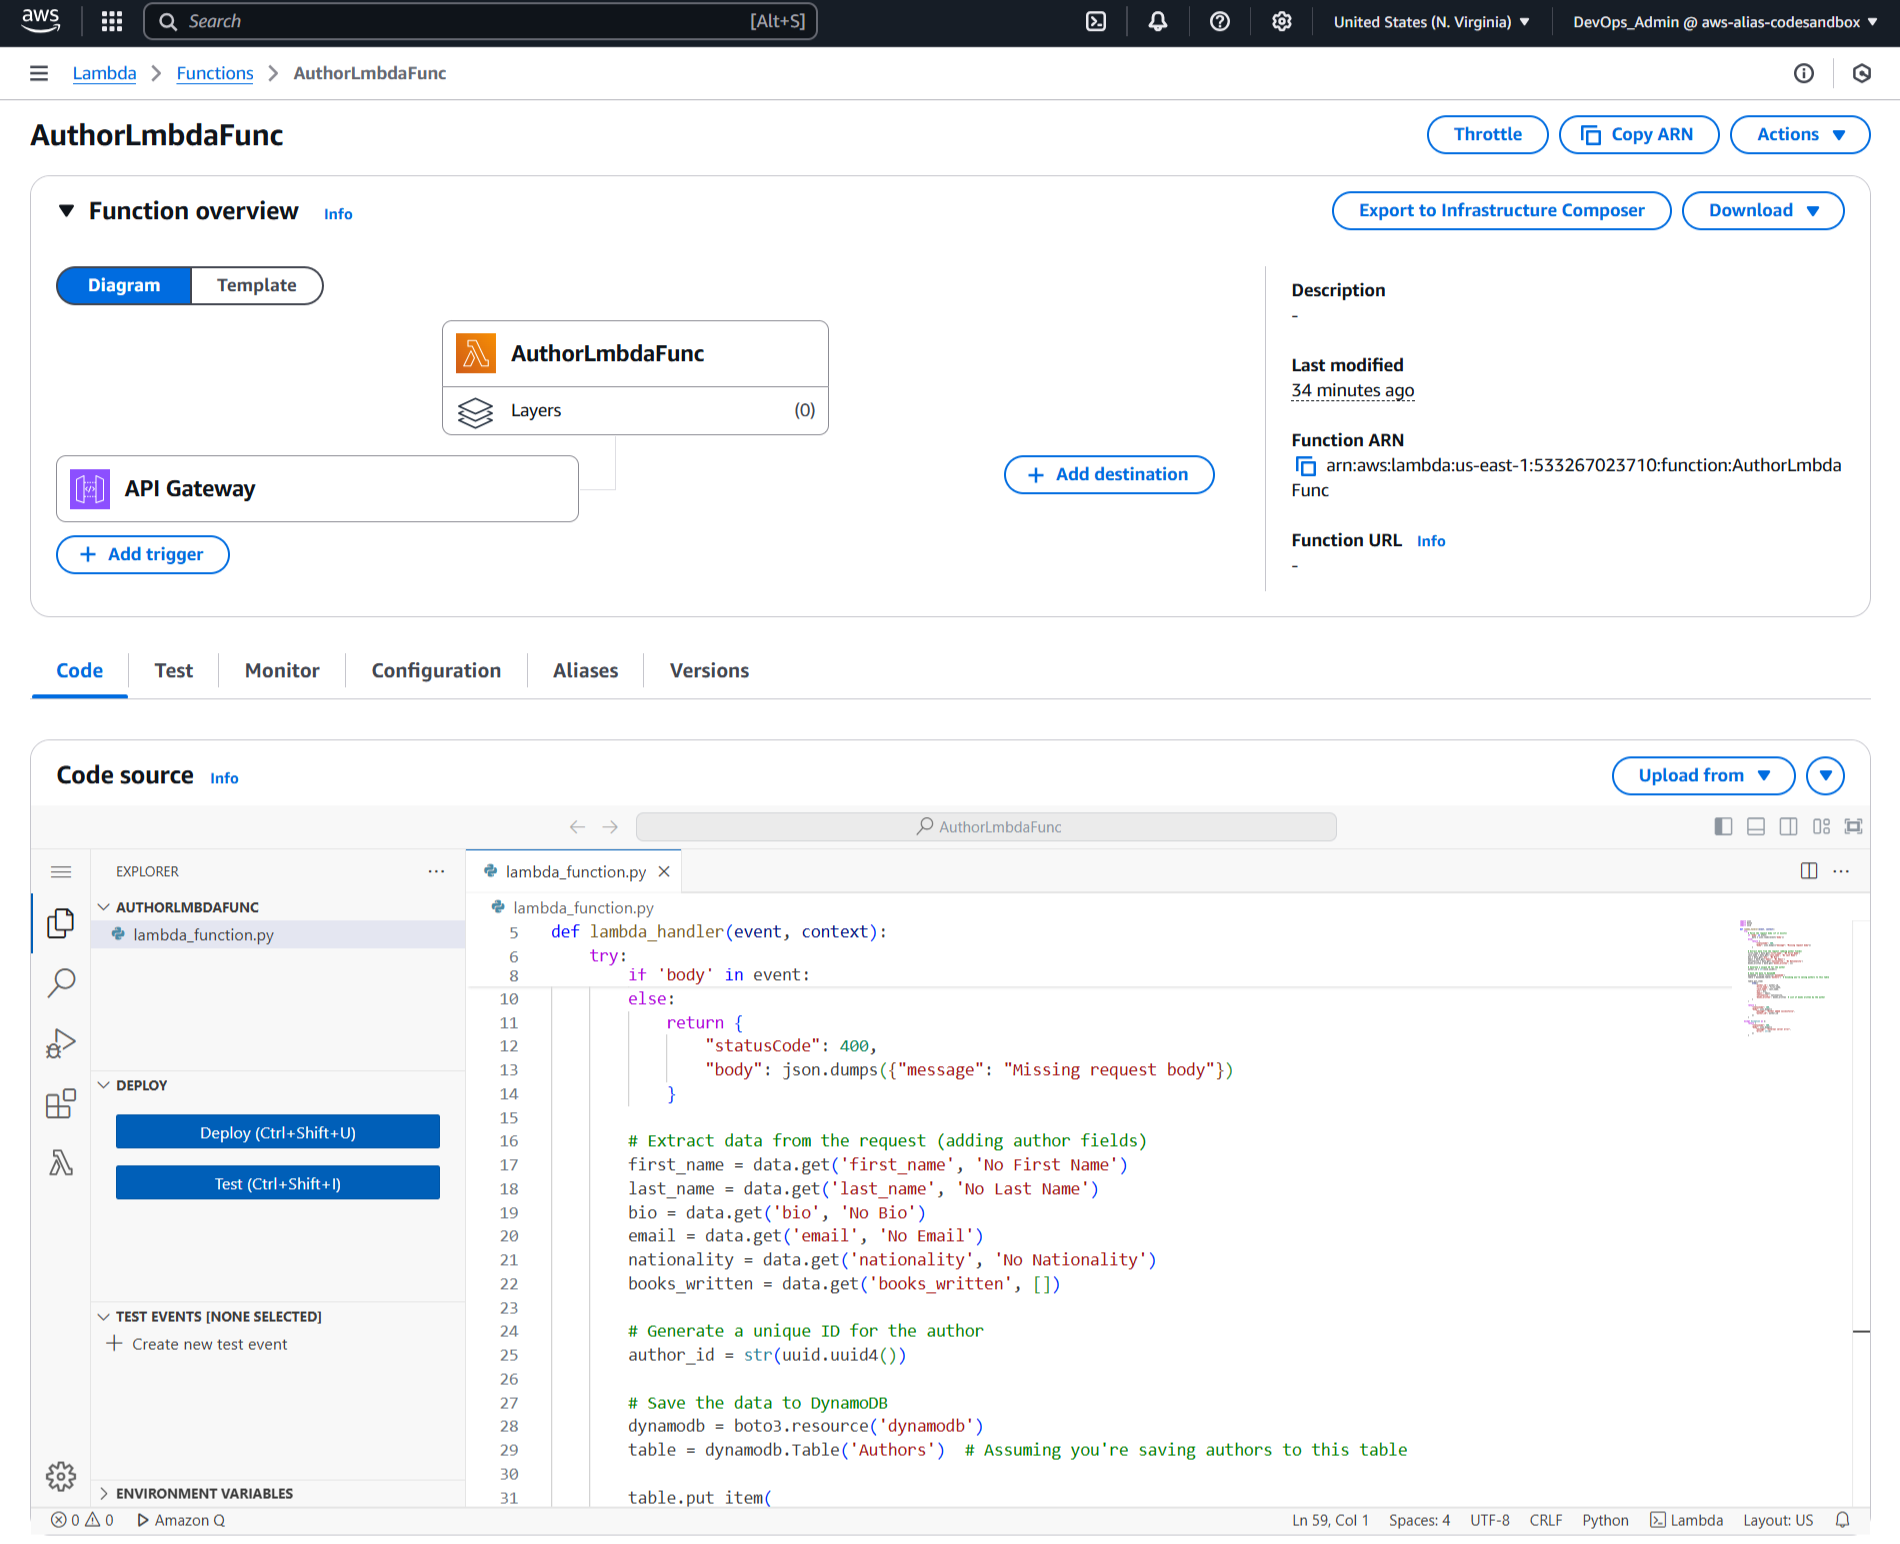 aws
Search [Alt+S]
United States (N. Virginia)
DevOps_Admin @ aws-alias-codesandbox
Lambda
Functions
AuthorLmbdaFunc
AuthorLmbdaFunc
Throttle
Copy ARN
Actions
Function overview
Info
Export to Infrastructure Composer
Download
Diagram
Template
AuthorLmbdaFunc
Layers (0)
API Gateway
+ Add trigger
+ Add destination
Description
-
Last modified
34 minutes ago
Function ARN
arn:aws:lambda:us-east-1:533267023710:function:AuthorLmbda
Func
Function URL Info
-
Code
Test
Monitor
Configuration
Aliases
Versions
Code source Info
Upload from
AuthorLmbdaFunc
EXPLORER
AUTHORLMBDAFUNC
lambda_function.py
DEPLOY
Deploy (Ctrl+Shift+U)
Test (Ctrl+Shift+I)
TEST EVENTS [NONE SELECTED]
+ Create new test event
ENVIRONMENT VARIABLES
lambda_function.py
lambda_function.py
5 def lambda_handler(event, context):
6 try:
8 if 'body' in event:
10 else:
11 return {
12 "statusCode": 400,
13 "body": json.dumps({"message": "Missing request body"})
14 }
15
16 # Extract data from the request (adding author fields)
17 first_name = data.get('first_name', 'No First Name')
18 last_name = data.get('last_name', 'No Last Name')
19 bio = data.get('bio', 'No Bio')
20 email = data.get('email', 'No Email')
21 nationality = data.get('nationality', 'No Nationality')
22 books_written = data.get('books_written', [])
23
24 # Generate a unique ID for the author
25 author_id = str(uuid.uuid4())
26
27 # Save the data to DynamoDB
28 dynamodb = boto3.resource('dynamodb')
29 table = dynamodb.Table('Authors') # Assuming you're saving authors to this table
30
31 table.put_item(
0 0
Amazon Q
Ln 59, Col 1
Spaces: 4
UTF-8
CRLF
Python
Lambda
Layout: US